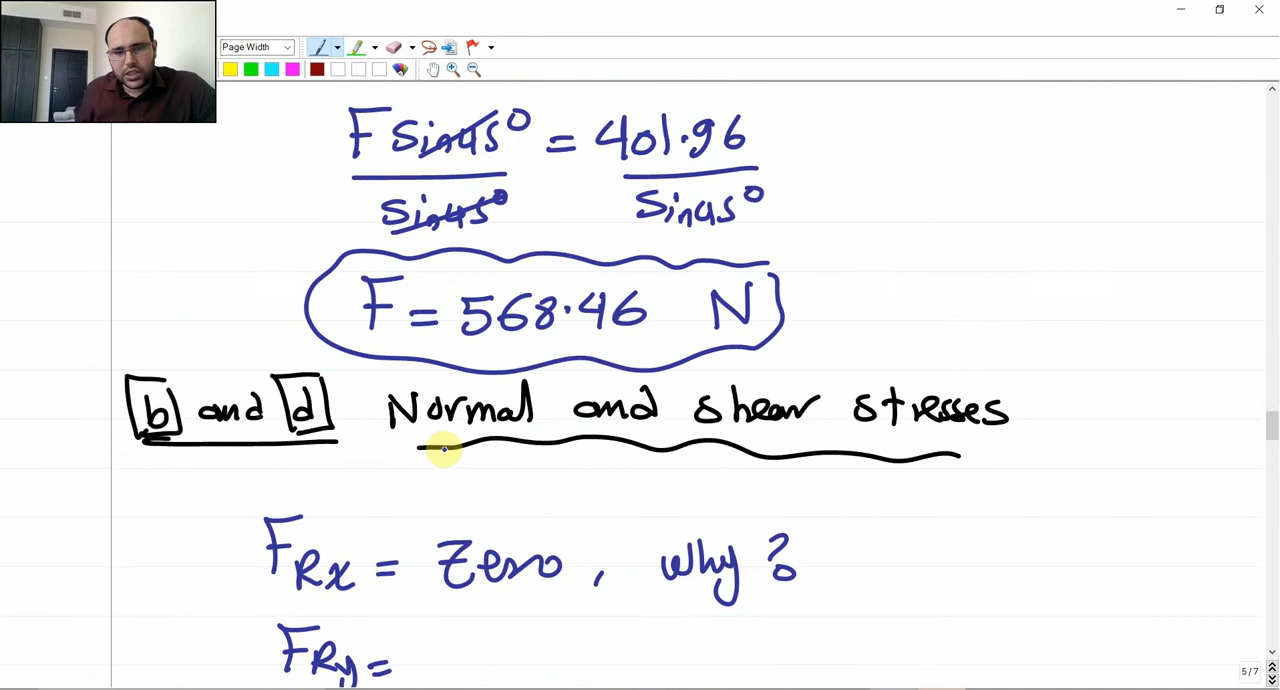 Page Width
F Sin45° = 401.96
Sin45° Sin45°
F = 568.46 N
b and d Normal and shear stresses
FRx = Zero, why?
FRy =
5/7